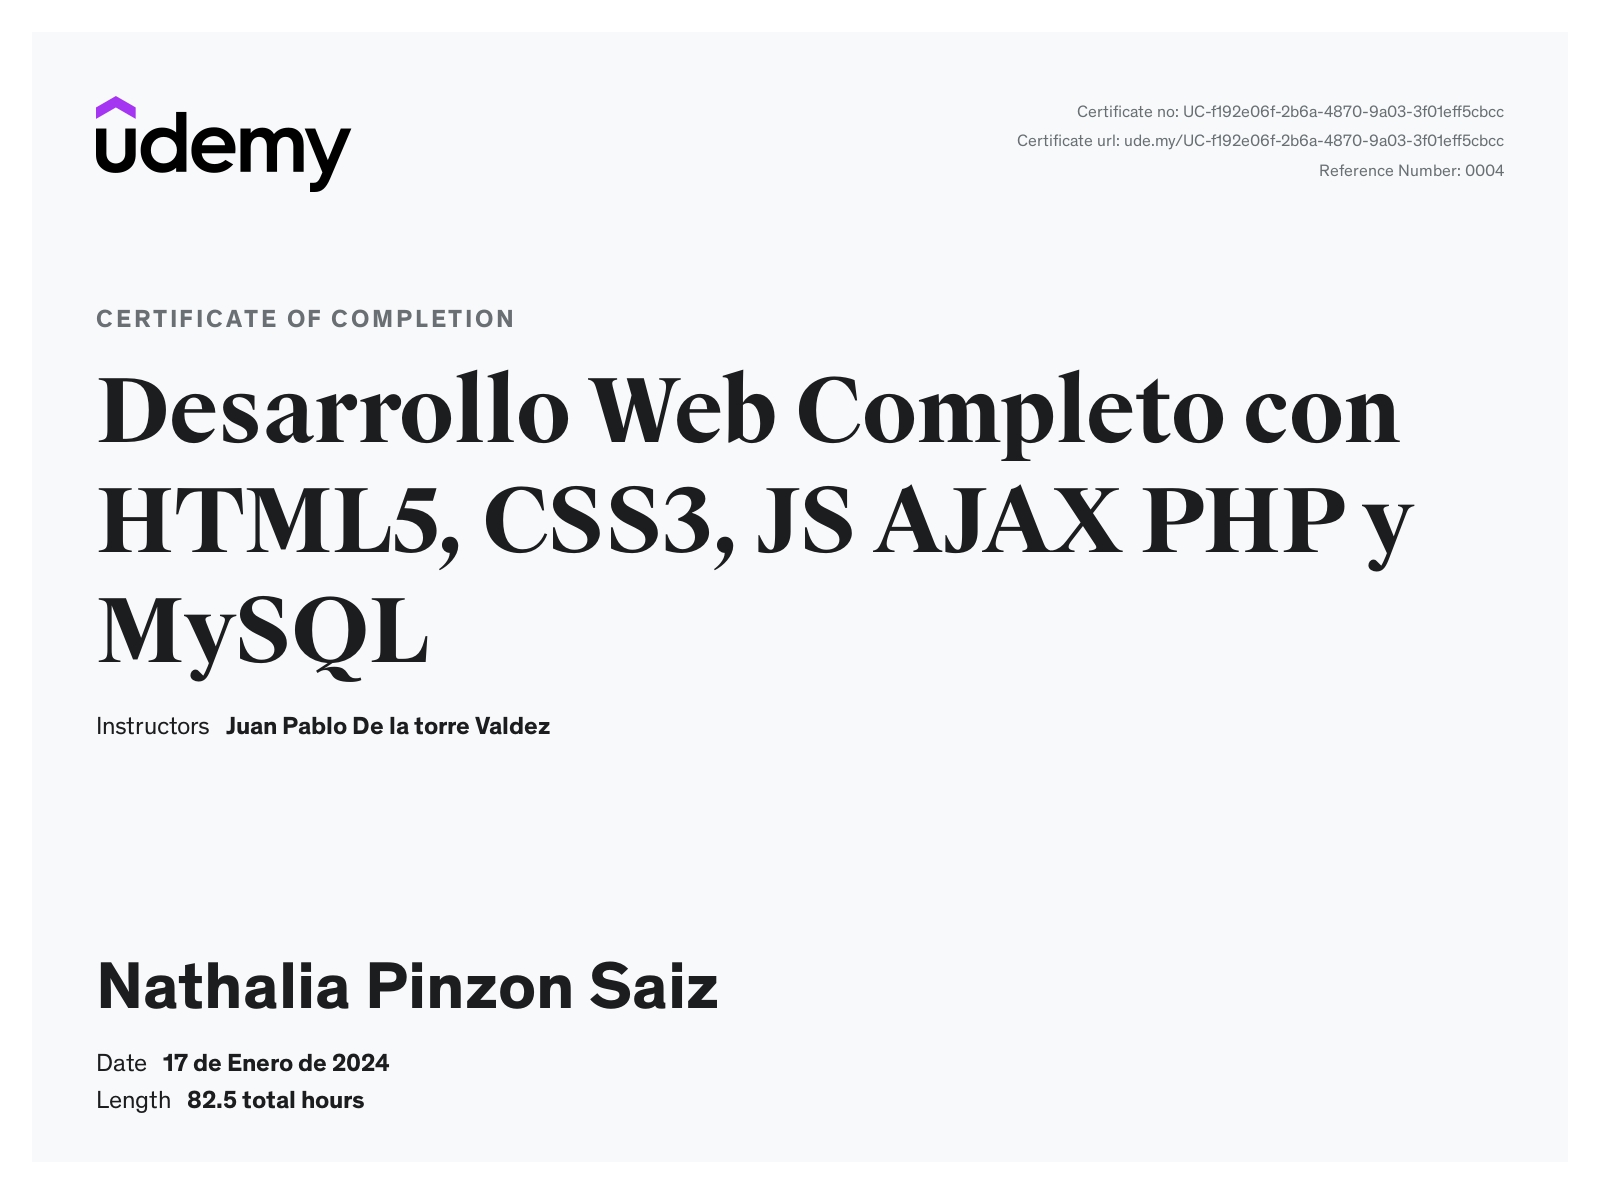 udemy
Certificate no: UC-f192e06f-2b6a-4870-9a03-3f01eff5cbcc
Certificate url: ude.my/UC-f192e06f-2b6a-4870-9a03-3f01eff5cbcc
Reference Number: 0004
CERTIFICATE OF COMPLETION
Desarrollo Web Completo con
HTML5, CSS3, JS AJAX PHP y
MySQL
Instructors Juan Pablo De la torre Valdez
Nathalia Pinzon Saiz
Date 17 de Enero de 2024
Length 82.5 total hours